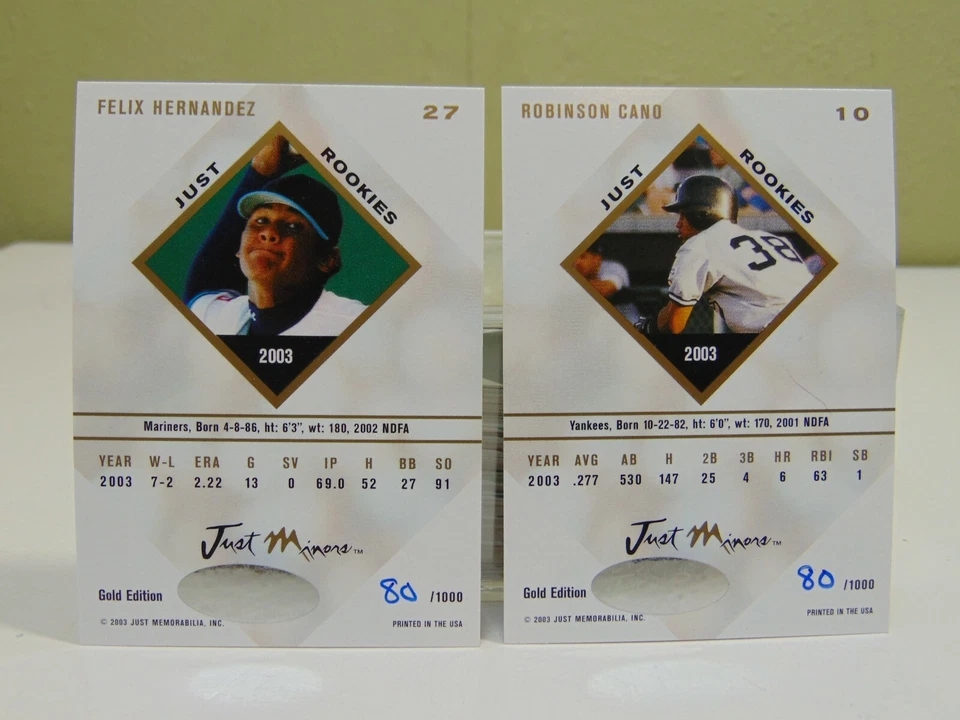 FELIX HERNANDEZ 27
JUST ROOKIES
2003
Mariners, Born 4-8-86, ht: 6'3", wt: 180, 2002 NDFA
YEAR W-L ERA G SV IP H BB SO
2003 7-2 2.22 13 0 69.0 52 27 91
Just Minors™
Gold Edition 80 /1000
© 2003 JUST MEMORABILIA, INC. PRINTED IN THE USA
ROBINSON CANO 10
JUST ROOKIES
38
2003
Yankees, Born 10-22-82, ht: 6'0", wt: 170, 2001 NDFA
YEAR AVG AB H 2B 3B HR RBI SB
2003 .277 530 147 25 4 6 63 1
Just Minors™
Gold Edition 80 /1000
© 2003 JUST MEMORABILIA, INC. PRINTED IN THE USA